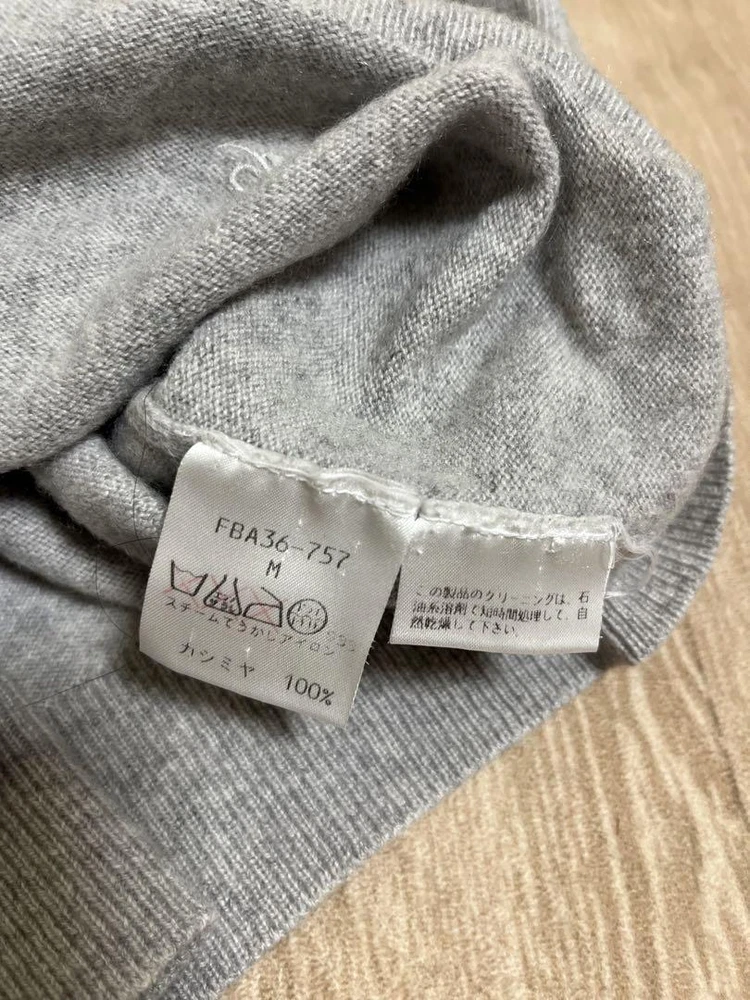 FBA36-757
M
スチームでうかしアイロン
カシミヤ 100%
この製品のクリーニングは、石
油系溶剤で短時間処理して、自
然乾燥して下さい。